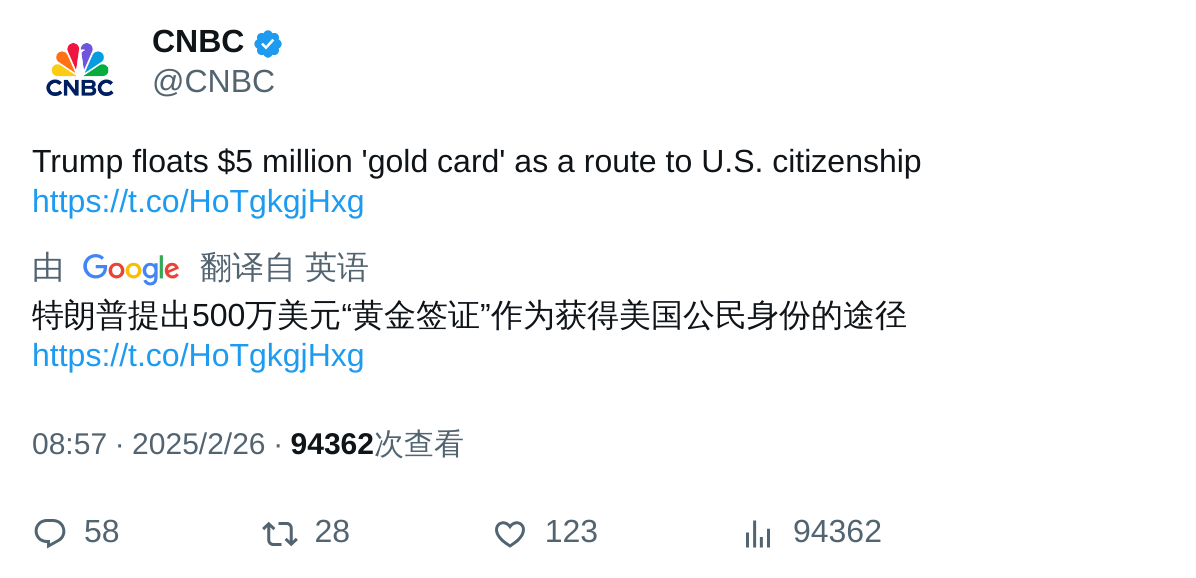 CNBC
@CNBC
CNBC
Trump floats $5 million 'gold card' as a route to U.S. citizenship
https://t.co/HoTgkgjHxg
由 Google 翻译自 英语
特朗普提出500万美元“黄金签证”作为获得美国公民身份的途径
https://t.co/HoTgkgjHxg
08:57 · 2025/2/26 · 94362次查看
58 28 123 94362